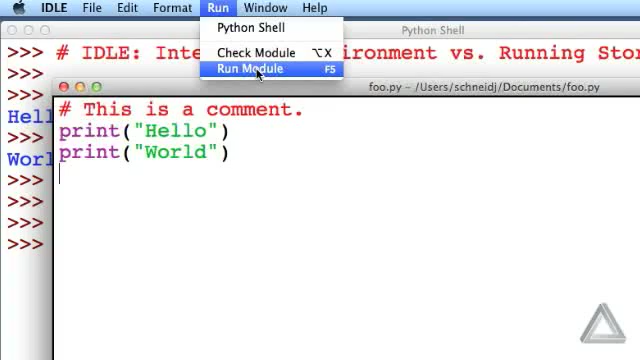 IDLE File Edit Format Run Window Help
Python Shell
Python Shell
>>> # IDLE: Inte
ironment vs. Running Stor
Check Module ⌥X
>>>
Run Module F5
>>>
foo.py – /Users/schneidj/Documents/foo.py
Hell
# This is a comment.
>>>
print("Hello")
Worl
print("World")
>>>
>>>
>>>
>>>